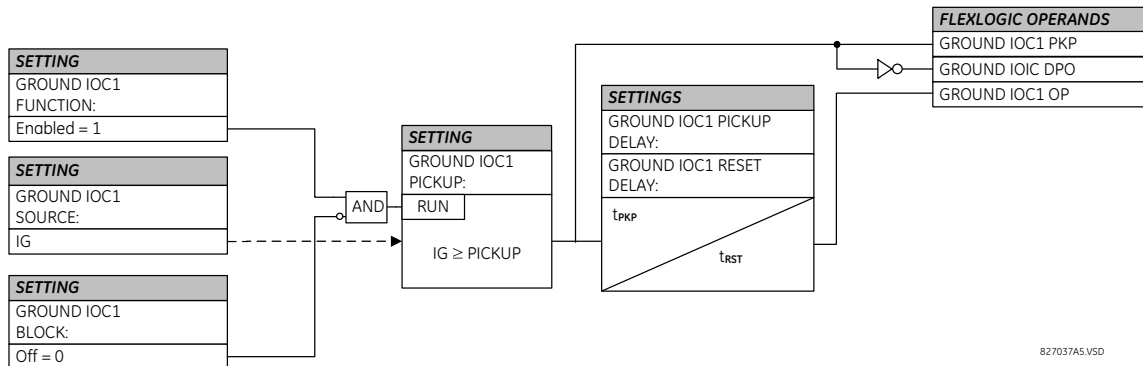 SETTING
GROUND IOC1
FUNCTION:
Enabled = 1
SETTING
GROUND IOC1
SOURCE:
IG
SETTING
GROUND IOC1
BLOCK:
Off = 0
AND
SETTING
GROUND IOC1
PICKUP:
RUN
IG ≥ PICKUP
SETTINGS
GROUND IOC1 PICKUP
DELAY:
GROUND IOC1 RESET
DELAY:
tPKP
tRST
FLEXLOGIC OPERANDS
GROUND IOC1 PKP
GROUND IOIC DPO
GROUND IOC1 OP
827037A5.VSD